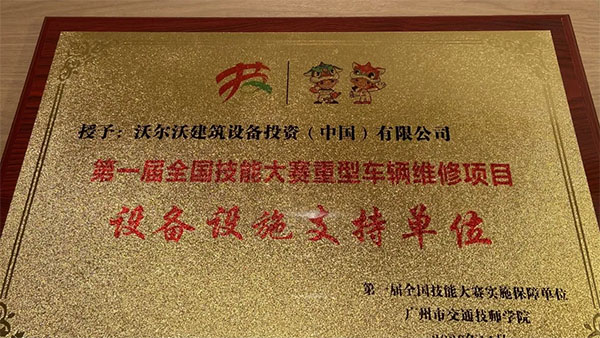 授予：沃尔沃建筑设备投资（中国）有限公司
第一届全国技能大赛重型车辆维修项目
设备设施支持单位
第一届全国技能大赛实施保障单位
广州市交通技师学院